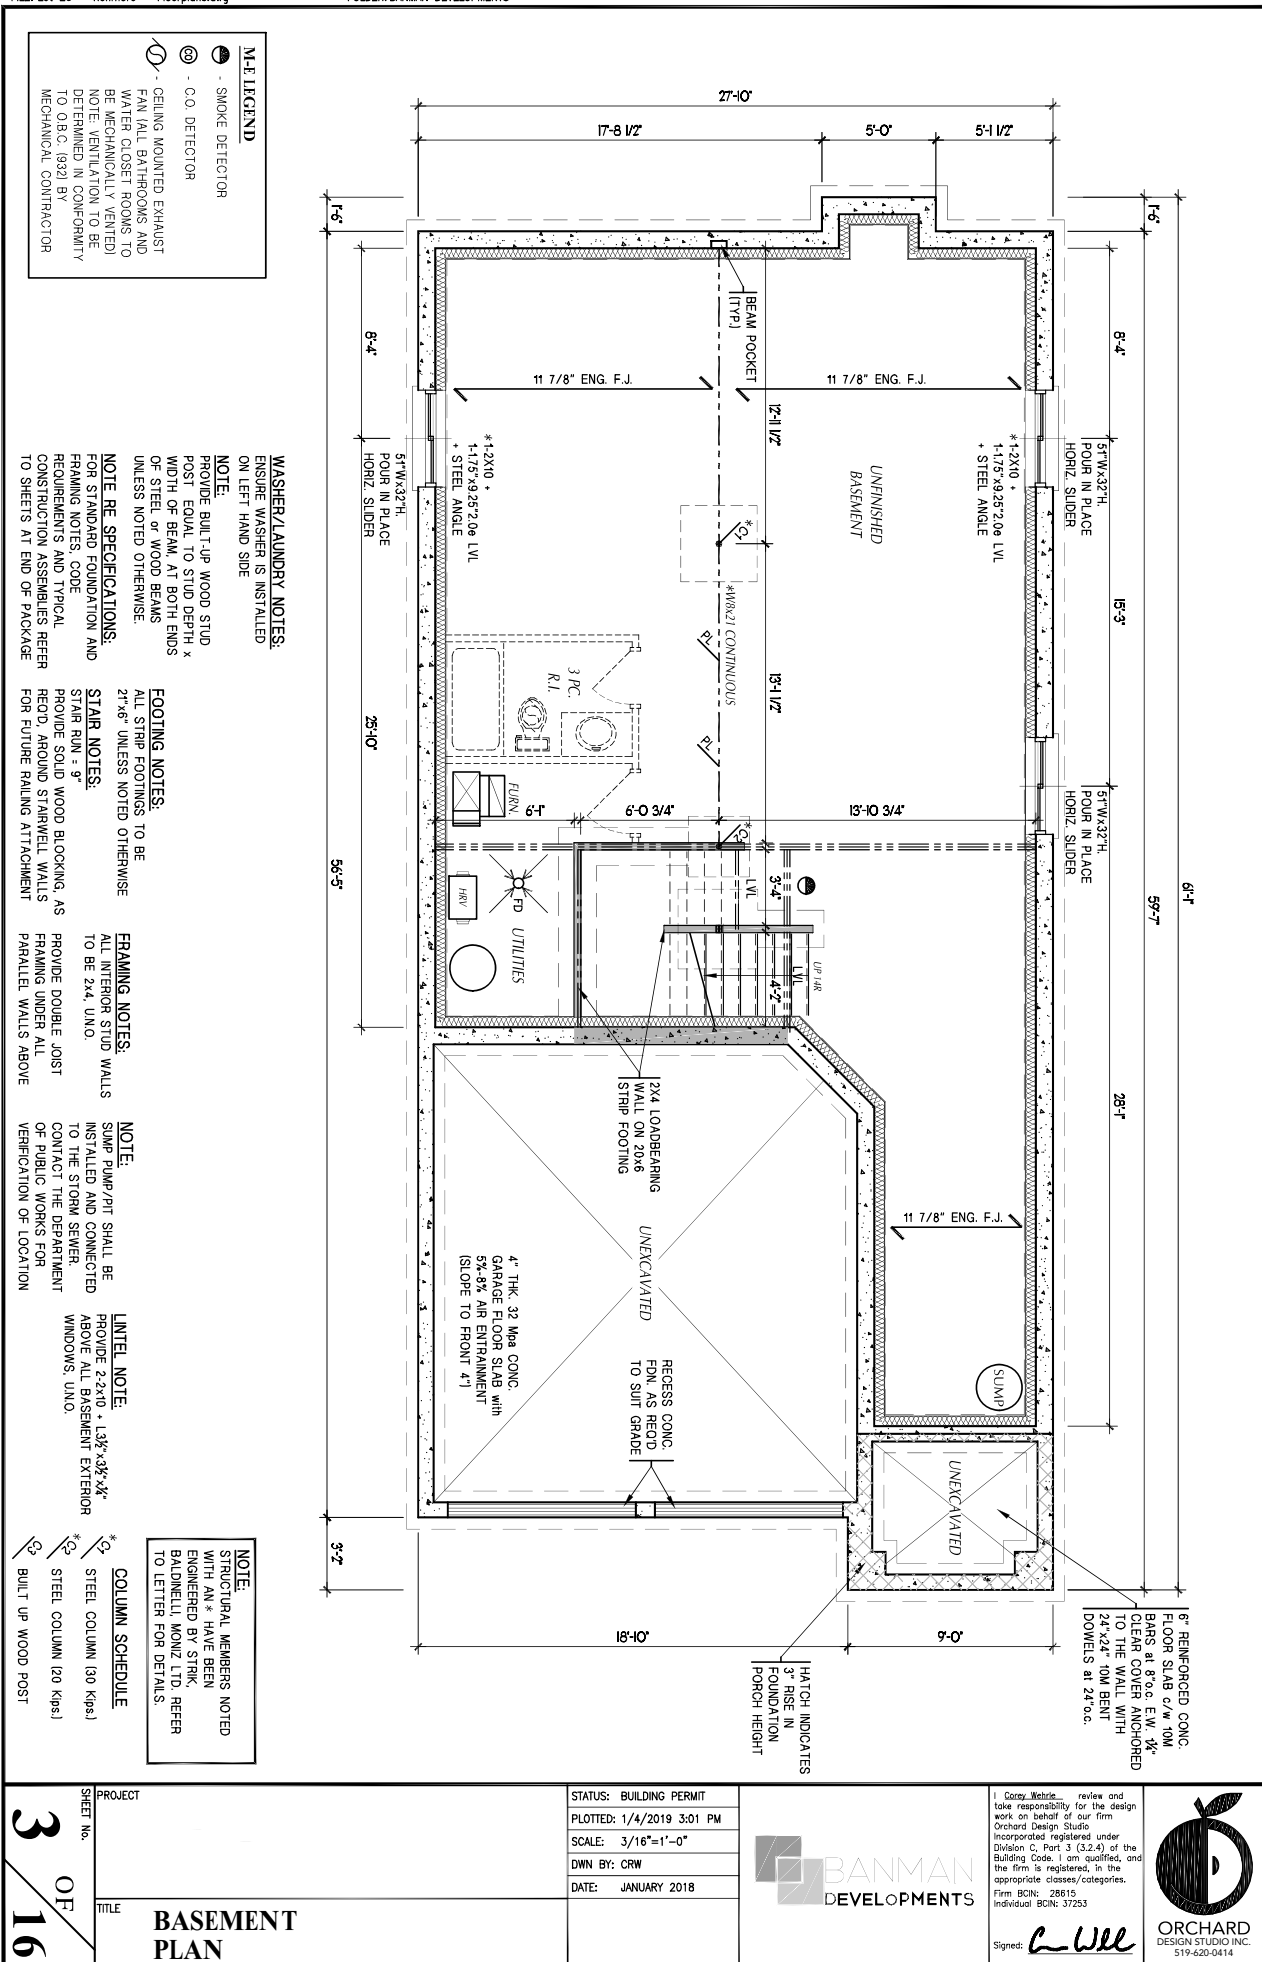 M-E LEGEND
- SMOKE DETECTOR
CO
- C.O. DETECTOR
- CEILING MOUNTED EXHAUST
FAN (ALL BATHROOMS AND
WATER CLOSET ROOMS TO
BE MECHANICALLY VENTED)
NOTE: VENTILATION TO BE
DETERMINED IN CONFORMITY
TO O.B.C. (9.32) BY
MECHANICAL CONTRACTOR
27'-10"
17'-8 1/2"
5'-0"
5'-1 1/2"
1'-6"
1'-6"
8'-4"
8'-4"
BEAM POCKET
(TYP.)
11 7/8" ENG. F.J.
11 7/8" ENG. F.J.
12'-11 1/2"
51"Wx32"H.
POUR IN PLACE
HORIZ. SLIDER
*1-2X10 +
1-1.75"x9.25"2.0e LVL
+ STEEL ANGLE
UNFINISHED
BASEMENT
*1-2X10 +
1-1.75"x9.25"2.0e LVL
+ STEEL ANGLE
51"Wx32"H.
POUR IN PLACE
HORIZ. SLIDER
*C1
*W8x21 CONTINUOUS
PL
PL
13'-1 1/2"
15'-3"
61'-1"
59'-7"
3 PC.
R.I.
FURN.
6'-1"
6'-0 3/4"
13'-10 3/4"
51"Wx32"H.
POUR IN PLACE
HORIZ. SLIDER
*C2
25'-10"
56'-5"
HRV
FD
UTILITIES
LVL
3'-4"
LVL
4'-2"
UP 14R
28'-1"
2X4 LOADBEARING
WALL ON 20x6
STRIP FOOTING
UNEXCAVATED
11 7/8" ENG. F.J.
4" THK. 32 Mpa CONC.
GARAGE FLOOR SLAB with
5%-8% AIR ENTRAINMENT
(SLOPE TO FRONT 4")
RECESS CONC.
FDN. AS REQ'D
TO SUIT GRADE
SUMP
UNEXCAVATED
3'-2"
18'-10"
9'-0"
HATCH INDICATES
3" RISE IN
FOUNDATION
PORCH HEIGHT
6" REINFORCED CONC.
FLOOR SLAB c/w 10M
BARS at 8"o.c. E.W. 1¼"
CLEAR COVER ANCHORED
TO THE WALL WITH
24"x24" 10M BENT
DOWELS at 24"o.c.
WASHER/LAUNDRY NOTES:
ENSURE WASHER IS INSTALLED
ON LEFT HAND SIDE
NOTE:
PROVIDE BUILT-UP WOOD STUD
POST EQUAL TO STUD DEPTH x
WIDTH OF BEAM, AT BOTH ENDS
OF STEEL or WOOD BEAMS
UNLESS NOTED OTHERWISE.
NOTE RE SPECIFICATIONS:
FOR STANDARD FOUNDATION AND
FRAMING NOTES, CODE
REQUIREMENTS AND TYPICAL
CONSTRUCTION ASSEMBLIES REFER
TO SHEETS AT END OF PACKAGE
FOOTING NOTES:
ALL STRIP FOOTINGS TO BE
21"x6" UNLESS NOTED OTHERWISE
STAIR NOTES:
STAIR RUN = 9"
PROVIDE SOLID WOOD BLOCKING, AS
REQ'D, AROUND STAIRWELL WALLS
FOR FUTURE RAILING ATTACHMENT
FRAMING NOTES:
ALL INTERIOR STUD WALLS
TO BE 2x4, U.N.O.
PROVIDE DOUBLE JOIST
FRAMING UNDER ALL
PARALLEL WALLS ABOVE
NOTE:
SUMP PUMP/PIT SHALL BE
INSTALLED AND CONNECTED
TO THE STORM SEWER.
CONTACT THE DEPARTMENT
OF PUBLIC WORKS FOR
VERIFICATION OF LOCATION
LINTEL NOTE:
PROVIDE 2-2x10 + L3½"x3½"x¼"
ABOVE ALL BASEMENT EXTERIOR
WINDOWS, U.N.O.
NOTE:
STRUCTURAL MEMBERS NOTED
WITH AN * HAVE BEEN
ENGINEERED BY STRIK,
BALDINELLI, MONIZ LTD. REFER
TO LETTER FOR DETAILS.
COLUMN SCHEDULE
*C1 STEEL COLUMN (30 Kips.)
*C2 STEEL COLUMN (20 Kips.)
C3 BUILT UP WOOD POST
SHEET No.
3 OF 16
PROJECT
TITLE
BASEMENT
PLAN
STATUS: BUILDING PERMIT
PLOTTED: 1/4/2019 3:01 PM
SCALE: 3/16"=1'-0"
DWN BY: CRW
DATE: JANUARY 2018
BANMAN
DEVELOPMENTS
I Corey Wehrle review and
take responsibility for the design
work on behalf of our firm
Orchard Design Studio
Incorporated registered under
Division C, Part 3 (3.2.4) of the
Building Code. I am qualified, and
the firm is registered, in the
appropriate classes/categories.
Firm BCIN: 28615
Individual BCIN: 37253
Signed:
ORCHARD
DESIGN STUDIO INC.
519-620-0414